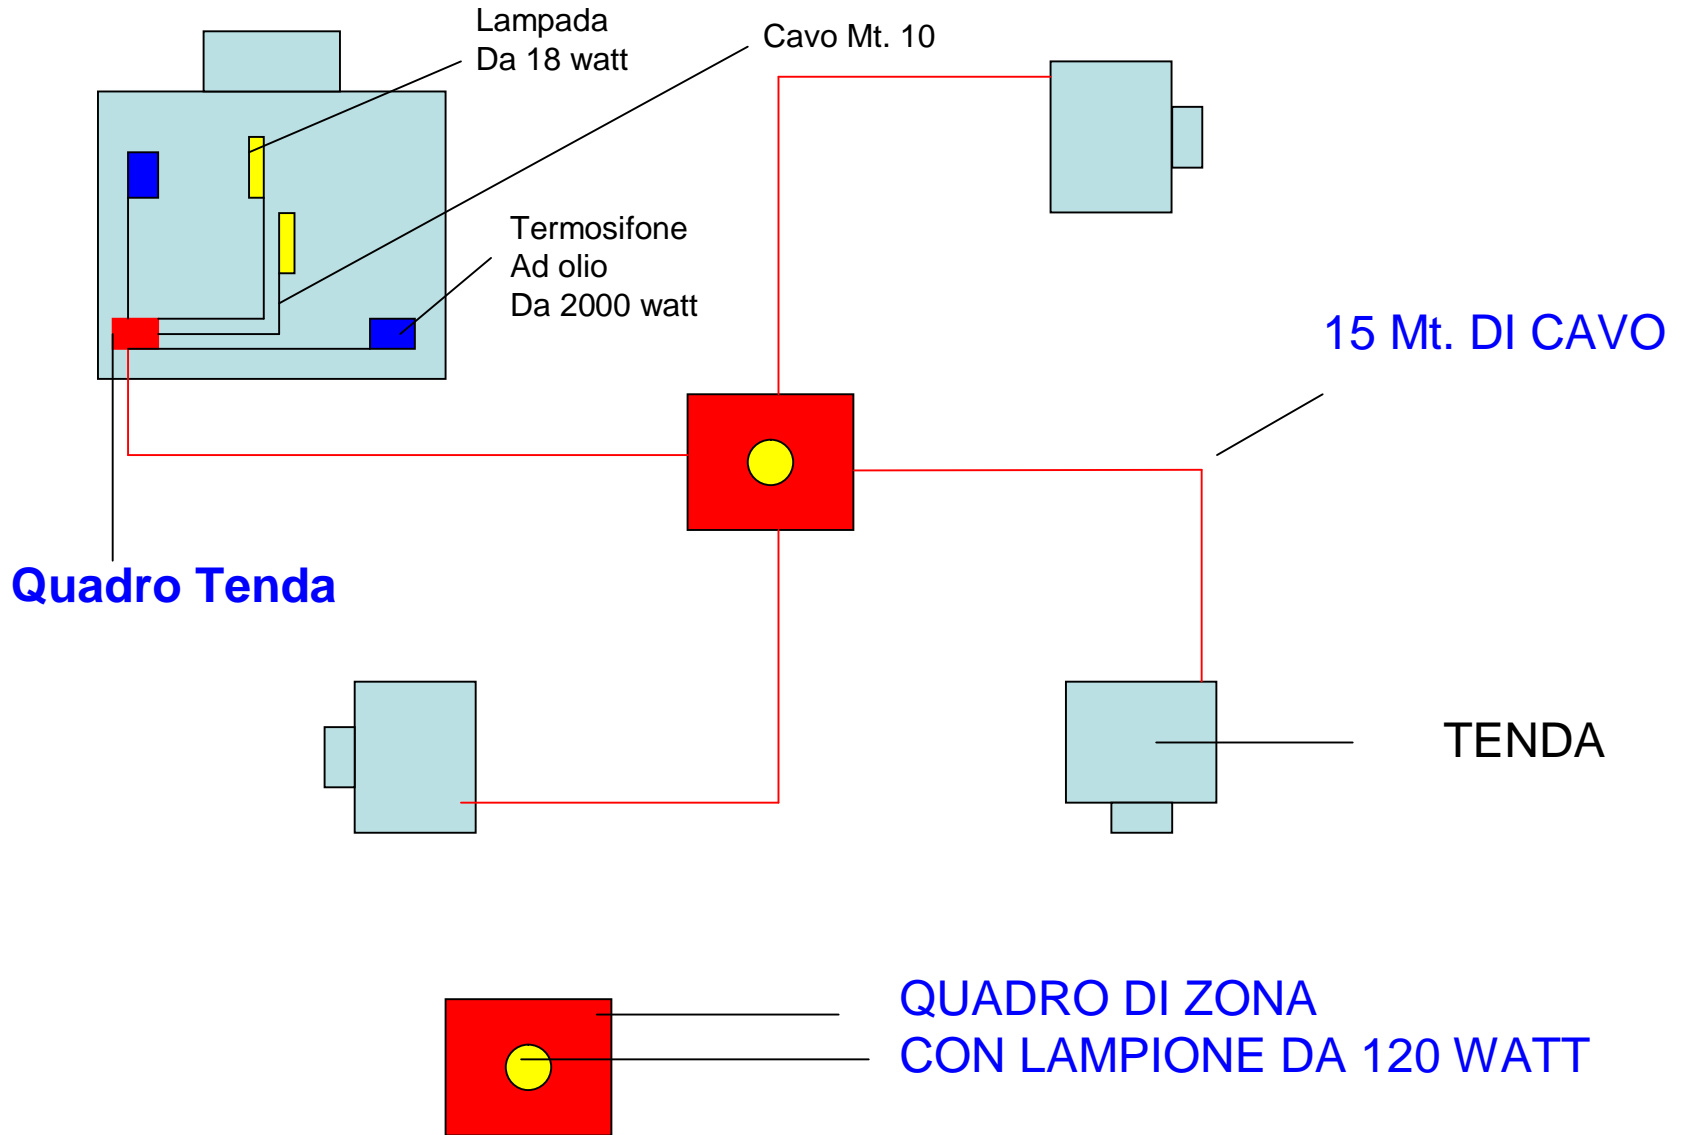 Lampada
Da 18 watt
Cavo Mt. 10
Termosifone
Ad olio
Da 2000 watt
15 Mt. DI CAVO
Quadro Tenda
TENDA
QUADRO DI ZONA
CON LAMPIONE DA 120 WATT